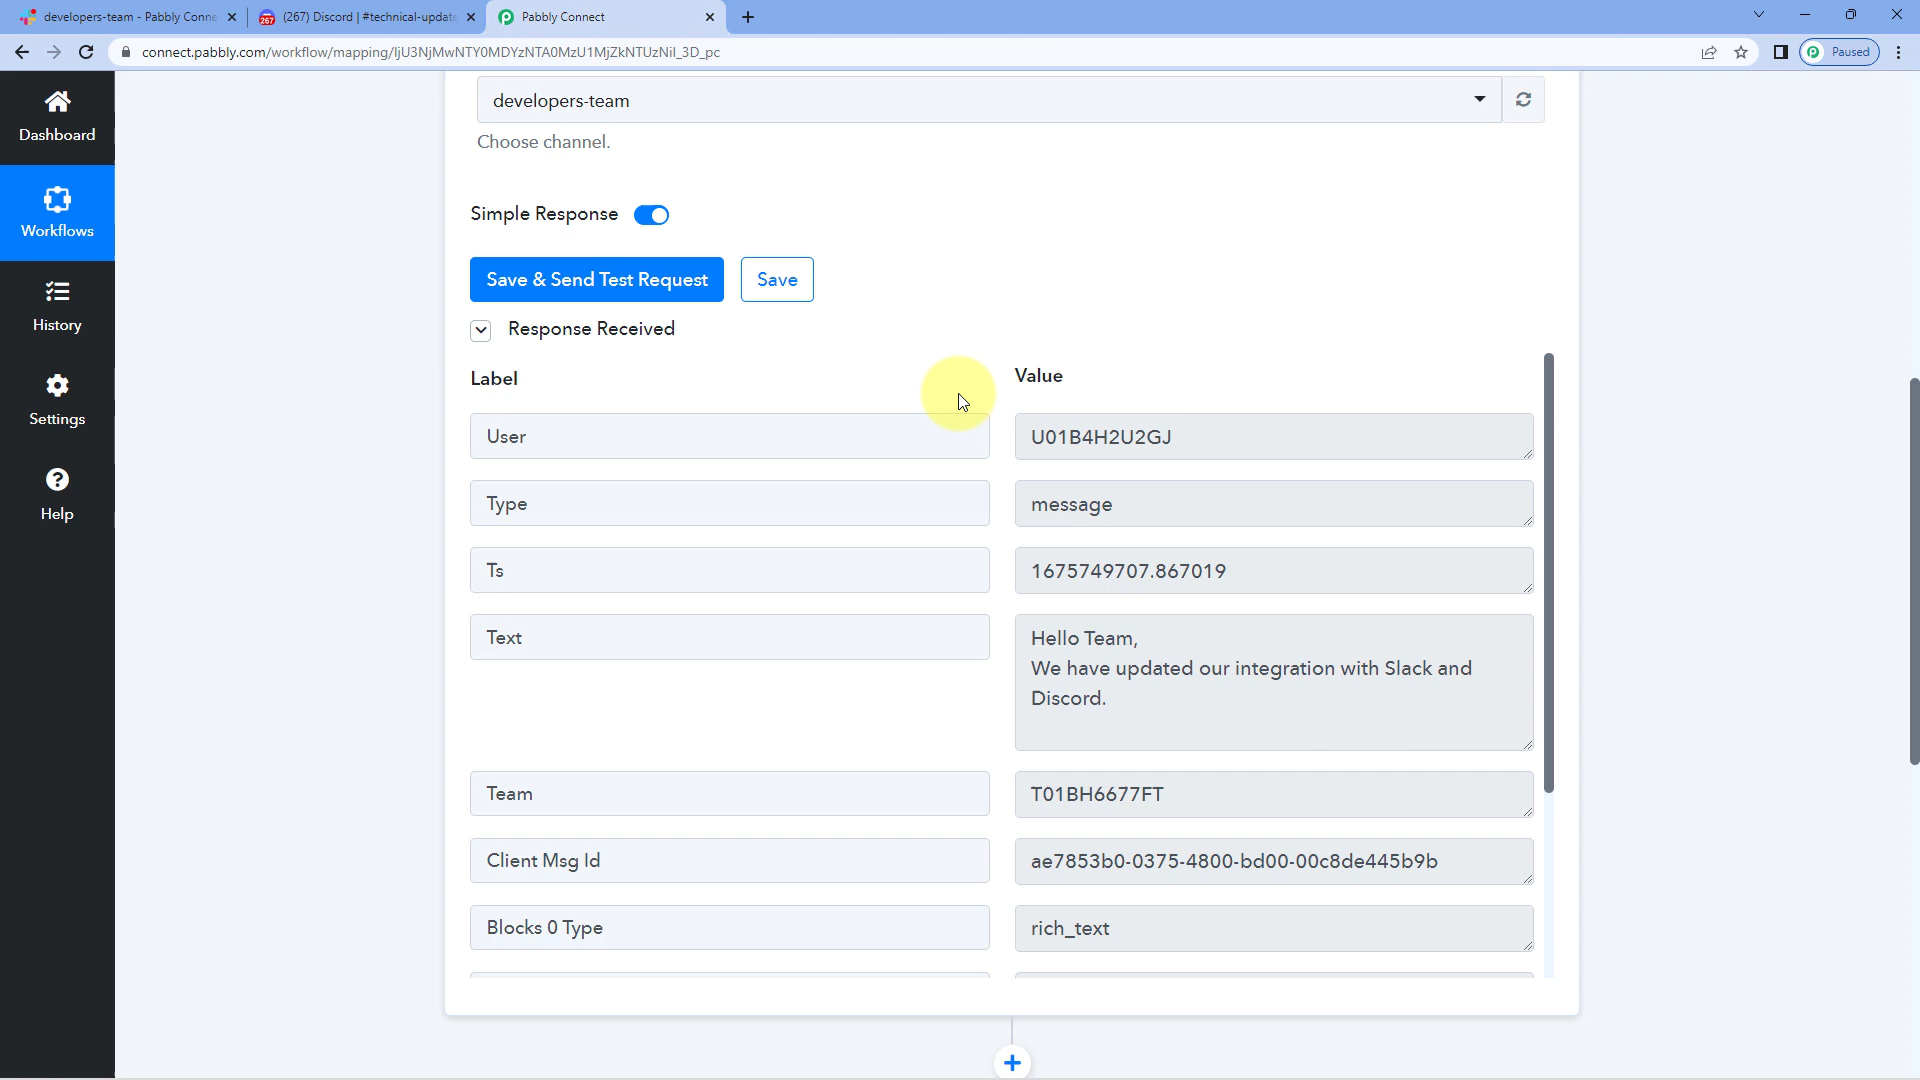 developers-team - Pabbly Conne
(267) Discord | #technical-update
Pabbly Connect
connect.pabbly.com/workflow/mapping/IjU3NjMwNTY0MDYzNTA0MzU1MjZkNTUzNiI_3D_pc
Paused
Dashboard
Workflows
History
Settings
Help
developers-team
Choose channel.
Simple Response
Save & Send Test Request
Save
Response Received
Label
Value
User
U01B4H2U2GJ
Type
message
Ts
1675749707.867019
Text
Hello Team,
We have updated our integration with Slack and
Discord.
Team
T01BH6677FT
Client Msg Id
ae7853b0-0375-4800-bd00-00c8de445b9b
Blocks 0 Type
rich_text